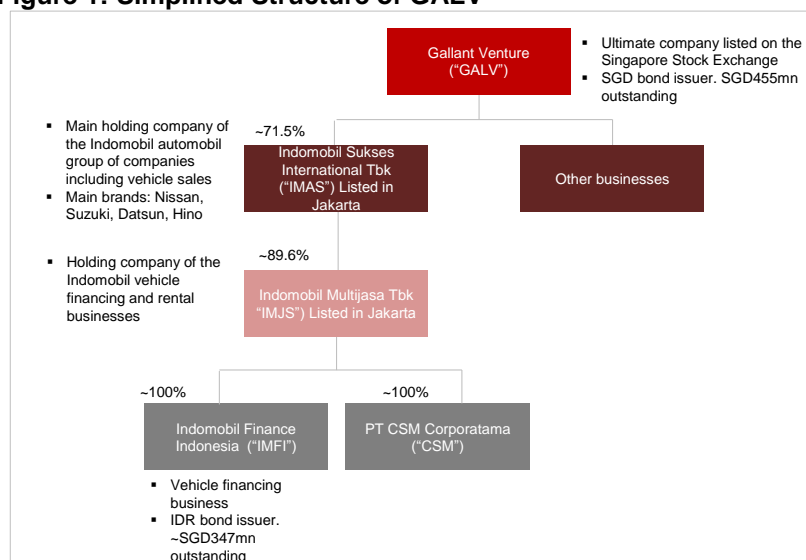 Figure 1: Simplified Structure of GALV
Gallant Venture
("GALV")
▪ Ultimate company listed on the
Singapore Stock Exchange
▪ SGD bond issuer. SGD455mn
outstanding
▪ Main holding company of
the Indomobil automobil
group of companies
including vehicle sales
▪ Main brands: Nissan,
Suzuki, Datsun, Hino
~71.5%
Indomobil Sukses
International Tbk
("IMAS") Listed in
Jakarta
Other businesses
▪ Holding company of the
Indomobil vehicle
financing and rental
businesses
~89.6%
Indomobil Multijasa Tbk
"IMJS") Listed in Jakarta
~100%
~100%
Indomobil Finance
Indonesia ("IMFI")
PT CSM Corporatama
("CSM")
▪ Vehicle financing
business
▪ IDR bond issuer.
~SGD347mn
outstanding